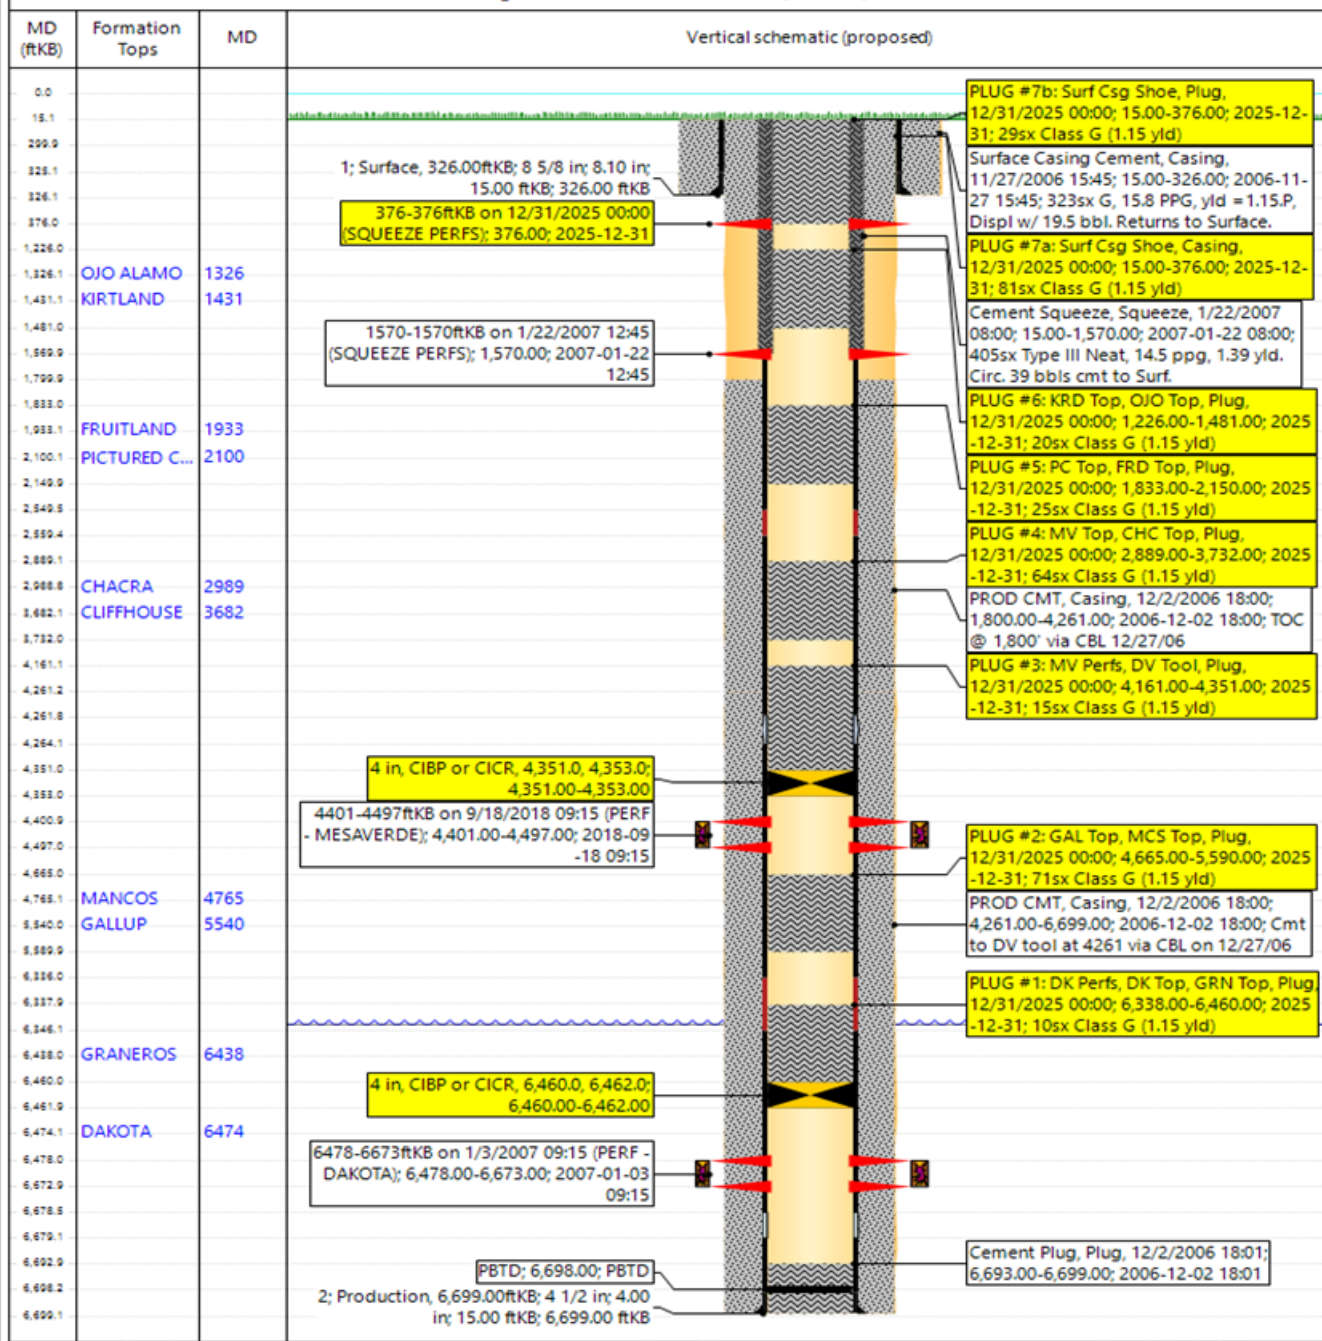 MD
(ftKB)
Formation
Tops
MD
Vertical schematic (proposed)
0.0
15.1
299.9
325.1
326.1
376.0
1,226.0
1,326.1
1,431.1
1,481.0
1,569.9
1,799.9
1,833.0
1,933.1
2,100.1
2,149.9
2,549.5
2,559.4
2,889.1
2,988.8
3,682.1
3,732.0
4,161.1
4,261.2
4,261.8
4,264.1
4,351.0
4,353.0
4,400.9
4,497.0
4,665.0
4,765.1
5,540.0
5,589.9
6,336.0
6,337.9
6,346.1
6,438.0
6,460.0
6,461.9
6,474.1
6,478.0
6,672.9
6,678.5
6,679.1
6,692.9
6,698.2
6,699.1
OJO ALAMO 1326
KIRTLAND 1431
FRUITLAND 1933
PICTURED C... 2100
CHACRA 2989
CLIFFHOUSE 3682
MANCOS 4765
GALLUP 5540
GRANEROS 6438
DAKOTA 6474
1; Surface, 326.00ftKB; 8 5/8 in; 8.10 in;
15.00 ftKB; 326.00 ftKB
376-376ftKB on 12/31/2025 00:00
(SQUEEZE PERFS); 376.00; 2025-12-31
1570-1570ftKB on 1/22/2007 12:45
(SQUEEZE PERFS); 1,570.00; 2007-01-22
12:45
4 in, CIBP or CICR, 4,351.0, 4,353.0;
4,351.00-4,353.00
4401-4497ftKB on 9/18/2018 09:15 (PERF
- MESAVERDE); 4,401.00-4,497.00; 2018-09
-18 09:15
4 in, CIBP or CICR, 6,460.0, 6,462.0;
6,460.00-6,462.00
6478-6673ftKB on 1/3/2007 09:15 (PERF -
DAKOTA); 6,478.00-6,673.00; 2007-01-03
09:15
PBTD; 6,698.00; PBTD
2; Production, 6,699.00ftKB; 4 1/2 in; 4.00
in; 15.00 ftKB; 6,699.00 ftKB
PLUG #7b: Surf Csg Shoe, Plug,
12/31/2025 00:00; 15.00-376.00; 2025-12-
31; 29sx Class G (1.15 yld)
Surface Casing Cement, Casing,
11/27/2006 15:45; 15.00-326.00; 2006-11-
27 15:45; 323sx G, 15.8 PPG, yld =1.15.P,
Displ w/ 19.5 bbl. Returns to Surface.
PLUG #7a: Surf Csg Shoe, Casing,
12/31/2025 00:00; 15.00-376.00; 2025-12-
31; 81sx Class G (1.15 yld)
Cement Squeeze, Squeeze, 1/22/2007
08:00; 15.00-1,570.00; 2007-01-22 08:00;
405sx Type III Neat, 14.5 ppg, 1.39 yld.
Circ. 39 bbls cmt to Surf.
PLUG #6: KRD Top, OJO Top, Plug,
12/31/2025 00:00; 1,226.00-1,481.00; 2025
-12-31; 20sx Class G (1.15 yld)
PLUG #5: PC Top, FRD Top, Plug,
12/31/2025 00:00; 1,833.00-2,150.00; 2025
-12-31; 25sx Class G (1.15 yld)
PLUG #4: MV Top, CHC Top, Plug,
12/31/2025 00:00; 2,889.00-3,732.00; 2025
-12-31; 64sx Class G (1.15 yld)
PROD CMT, Casing, 12/2/2006 18:00;
1,800.00-4,261.00; 2006-12-02 18:00; TOC
@ 1,800' via CBL 12/27/06
PLUG #3: MV Perfs, DV Tool, Plug,
12/31/2025 00:00; 4,161.00-4,351.00; 2025
-12-31; 15sx Class G (1.15 yld)
PLUG #2: GAL Top, MCS Top, Plug,
12/31/2025 00:00; 4,665.00-5,590.00; 2025
-12-31; 71sx Class G (1.15 yld)
PROD CMT, Casing, 12/2/2006 18:00;
4,261.00-6,699.00; 2006-12-02 18:00; Cmt
to DV tool at 4261 via CBL on 12/27/06
PLUG #1: DK Perfs, DK Top, GRN Top, Plug,
12/31/2025 00:00; 6,338.00-6,460.00; 2025
-12-31; 10sx Class G (1.15 yld)
Cement Plug, Plug, 12/2/2006 18:01;
6,693.00-6,699.00; 2006-12-02 18:01